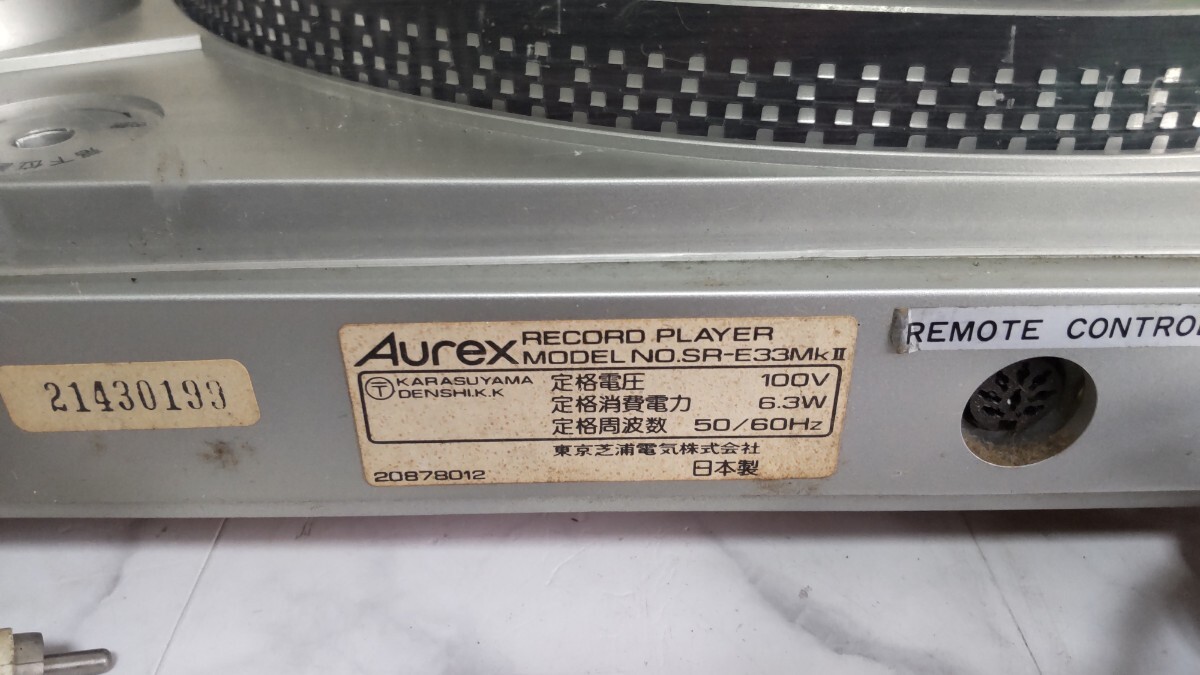 Aurex RECORD PLAYER
MODEL NO.SR-E33MkⅡ
〒 KARASUYAMA
DENSHI.K.K
定格電圧 100V
定格消費電力 6.3W
定格周波数 50/60Hz
東京芝浦電気株式会社
20878012 日本製
21430199
REMOTE CONTRO